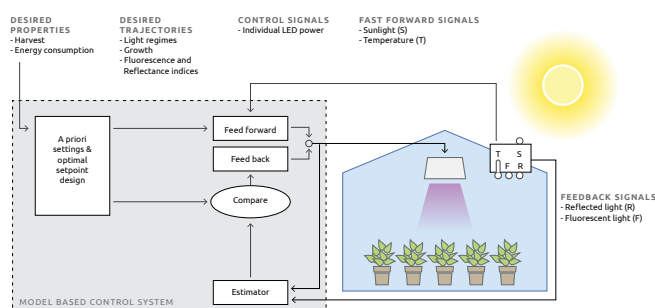 DESIRED
PROPERTIES
- Harvest
- Energy consumption
DESIRED
TRAJECTORIES
- Light regimes
- Growth
- Fluorescence and
Reflectance indices
CONTROL SIGNALS
- Individual LED power
FAST FORWARD SIGNALS
- Sunlight (S)
- Temperature (T)
A priori
settings &
optimal
setpoint
design
Feed forward
Feed back
Compare
Estimator
T S
F R
FEEDBACK SIGNALS
- Reflected light (R)
- Fluorescent light (F)
MODEL BASED CONTROL SYSTEM